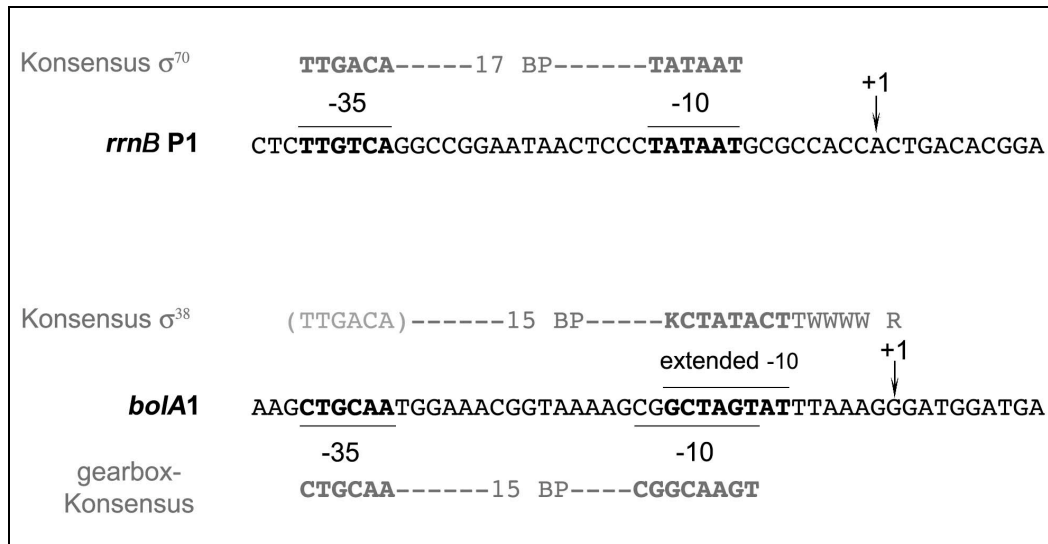 Konsensus σ70 TTGACA-----17 BP------TATAAT
-35 -10 +1
rrnB P1 CTCTTGTCAGGCCGGAATAACTCCCTATAATGCGCCACCACTGACACGGA
Konsensus σ38 (TTGACA)------15 BP-----KCTATACTTWWWW R
extended -10 +1
bolA1 AAGCTGCAATGGAAACGGTAAAAGCGGCTAGTATTTAAAGGGATGGATGA
-35 -10
gearbox-
Konsensus CTGCAA------15 BP----CGGCAAGT